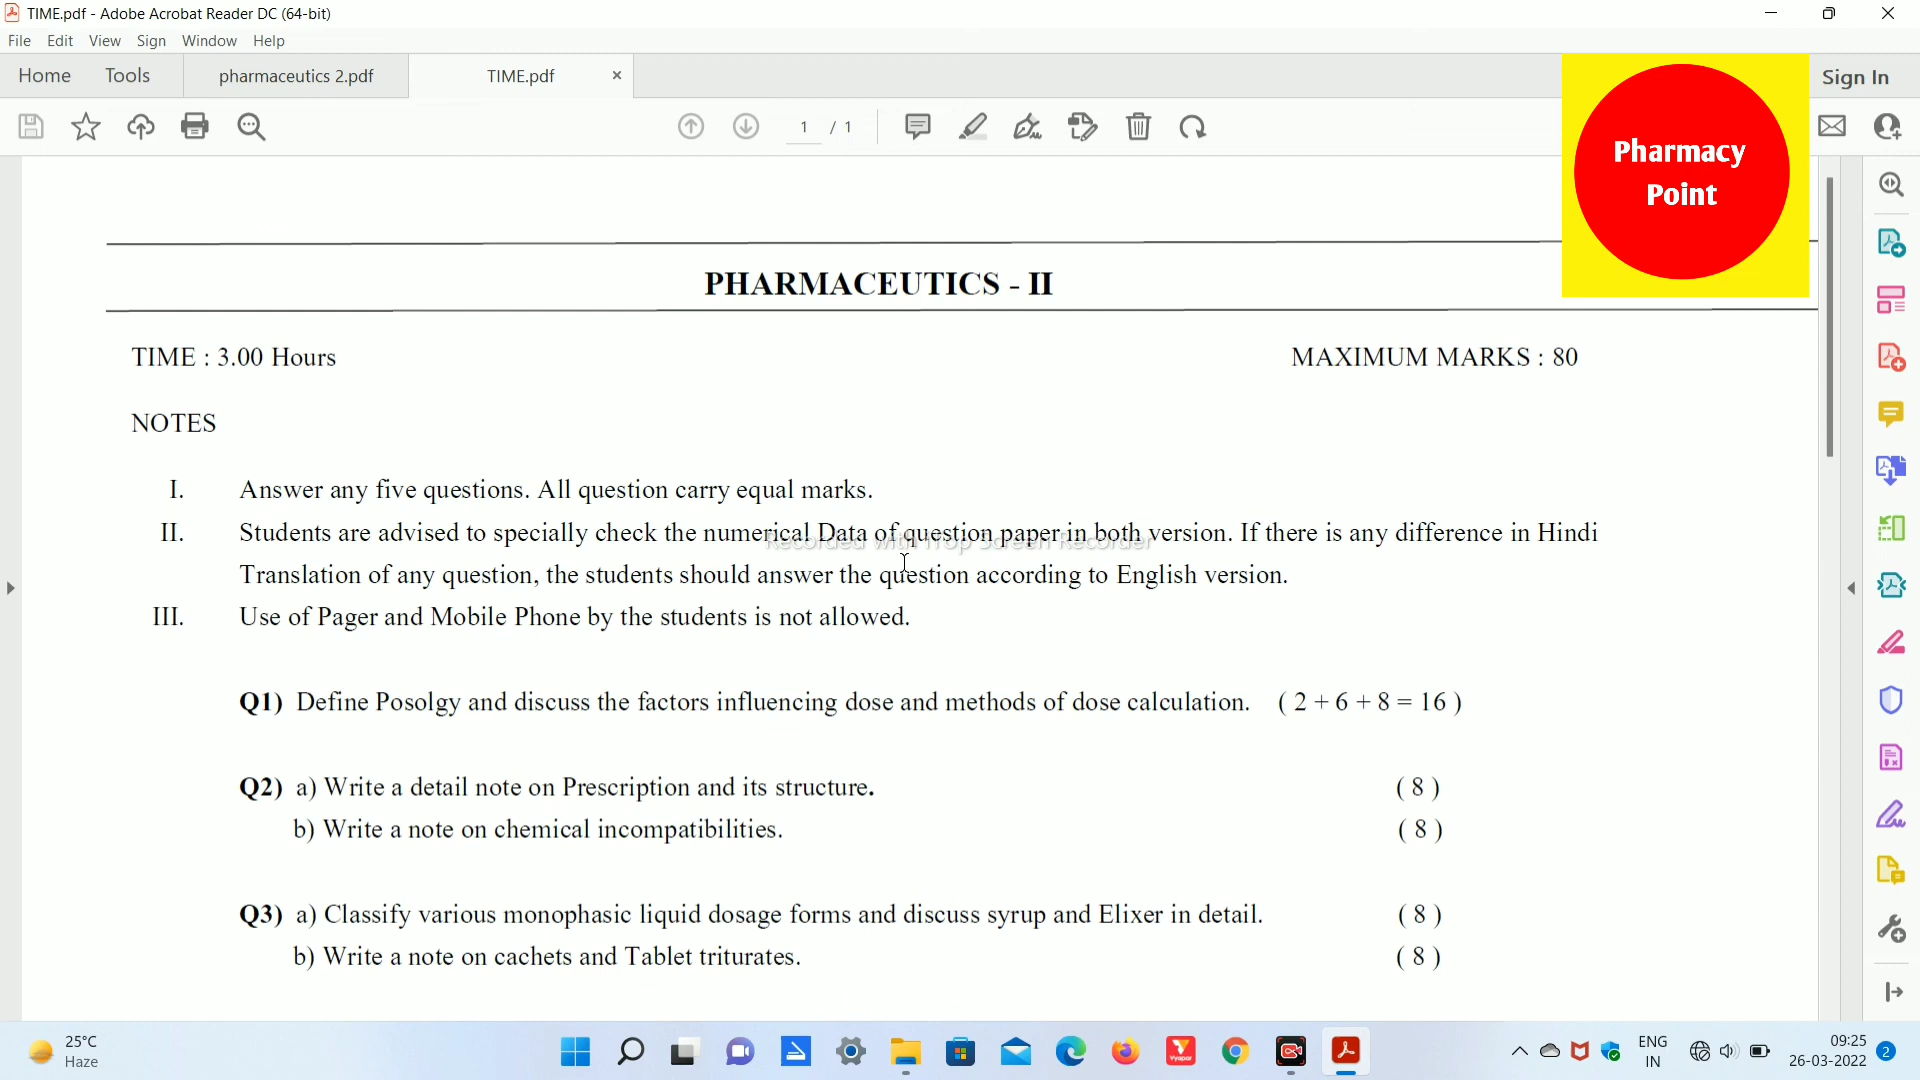 TIME.pdf - Adobe Acrobat Reader DC (64-bit)
File Edit View Sign Window Help
Home Tools pharmaceutics 2.pdf TIME.pdf × Sign In
1 / 1
Pharmacy
Point
PHARMACEUTICS - II
TIME : 3.00 Hours MAXIMUM MARKS : 80
NOTES
I. Answer any five questions. All question carry equal marks.
II. Students are advised to specially check the numerical Data of question paper in both version. If there is any difference in Hindi
Recorded with iTop Screen Recorder
Translation of any question, the students should answer the question according to English version.
III. Use of Pager and Mobile Phone by the students is not allowed.
Q1) Define Posolgy and discuss the factors influencing dose and methods of dose calculation. ( 2 + 6 + 8 = 16 )
Q2) a) Write a detail note on Prescription and its structure. ( 8 )
b) Write a note on chemical incompatibilities. ( 8 )
Q3) a) Classify various monophasic liquid dosage forms and discuss syrup and Elixer in detail. ( 8 )
b) Write a note on cachets and Tablet triturates. ( 8 )
25°C
Haze
Vyapar
ENG
IN
09:25
26-03-2022
2